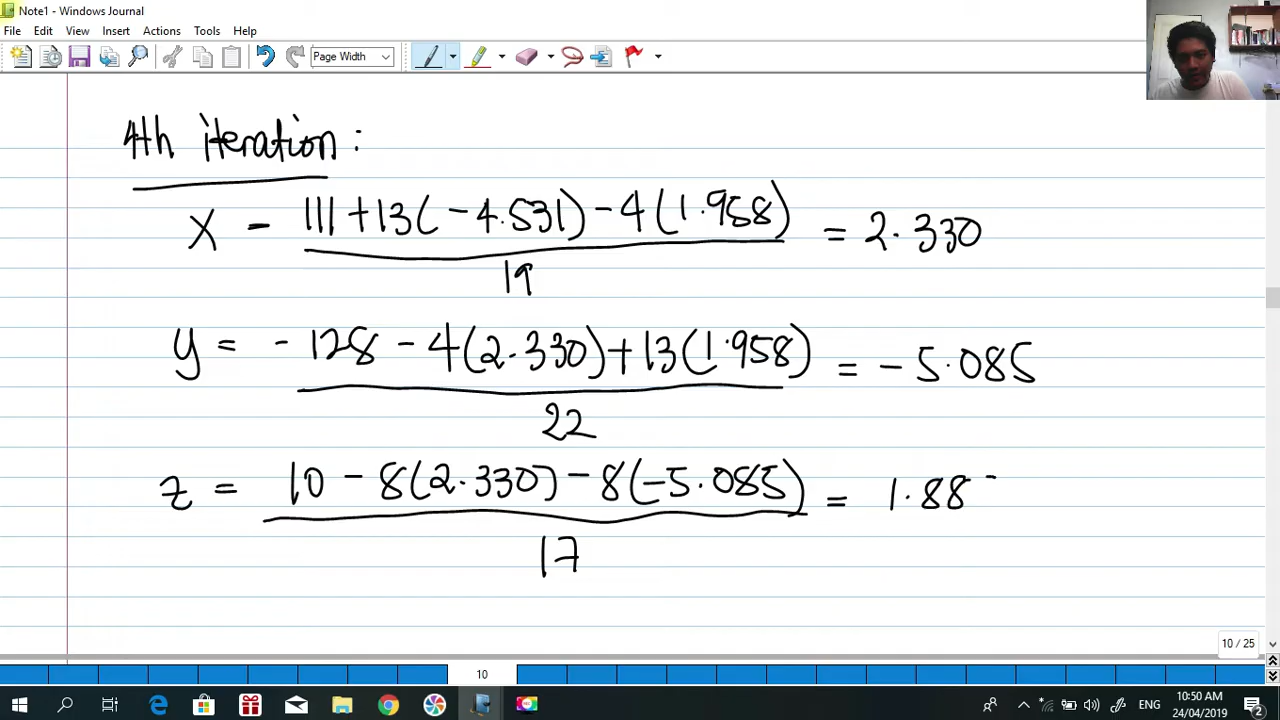 Note1 - Windows Journal
File Edit View Insert Actions Tools Help
Page Width
4th iteration:
X = 111 + 13(-4.531) - 4(1.958) = 2.330
19
y = -128 - 4(2.330) + 13(1.958) = -5.085
22
z = 10 - 8(2.330) - 8(-5.085) = 1.88
17
10 / 25
10
ENG
10:50 AM
24/04/2019
2